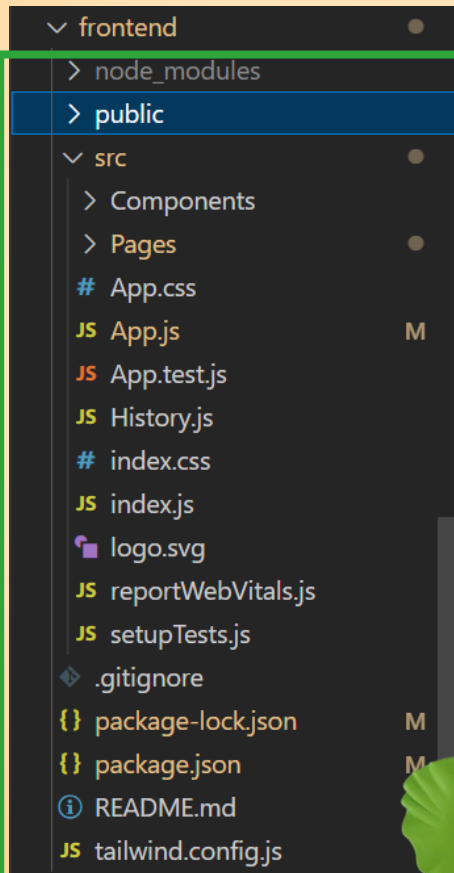 frontend
node_modules
public
src
Components
Pages
# App.css
JS App.js M
JS App.test.js
JS History.js
# index.css
JS index.js
logo.svg
JS reportWebVitals.js
JS setupTests.js
.gitignore
{} package-lock.json M
{} package.json M
README.md
JS tailwind.config.js